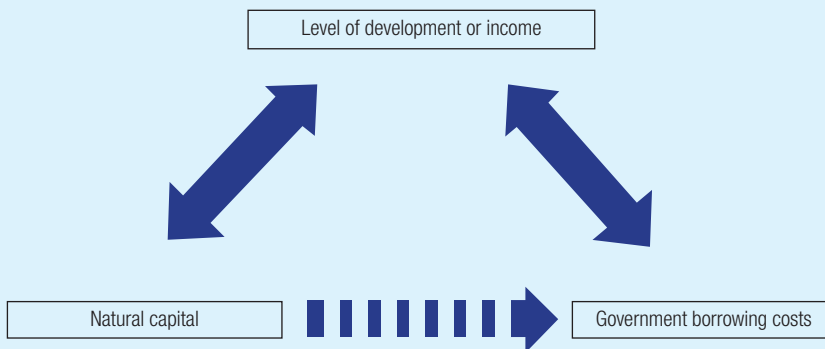 Level of development or income
Natural capital
Government borrowing costs